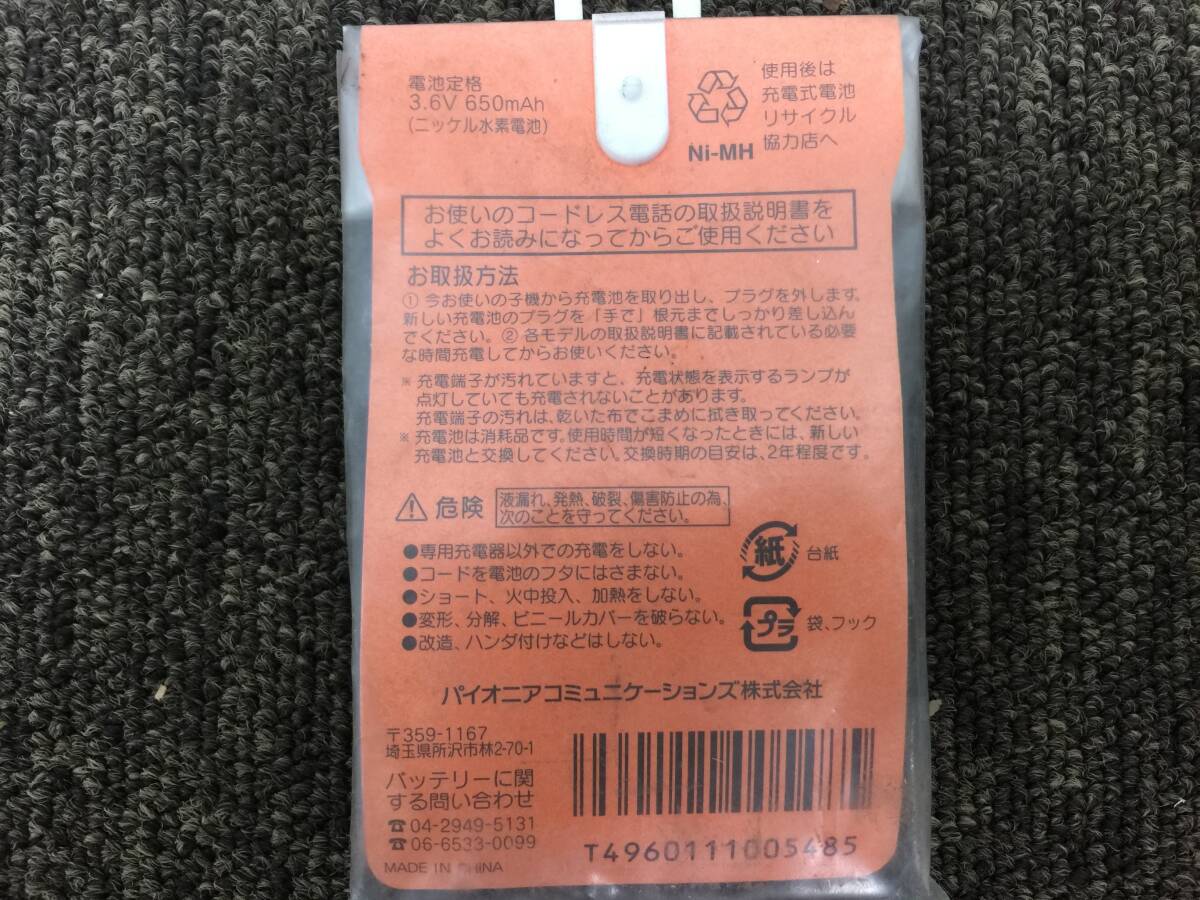 電池定格
3.6V 650mAh
(ニッケル水素電池)
Ni-MH
使用後は
充電式電池
リサイクル
協力店へ
お使いのコードレス電話の取扱説明書を
よくお読みになってからご使用ください
お取扱方法
① 今お使いの子機から充電池を取り出し、プラグを外します。
新しい充電池のプラグを「手で」根元までしっかり差し込ん
でください。② 各モデルの取扱説明書に記載されている必要
な時間充電してからお使いください。
※ 充電端子が汚れていますと、充電状態を表示するランプが
点灯していても充電されないことがあります。
充電端子の汚れは、乾いた布でこまめに拭き取ってください。
※ 充電池は消耗品です。使用時間が短くなったときには、新しい
充電池と交換してください。交換時期の目安は、2年程度です。
危険
液漏れ、発熱、破裂、傷害防止の為、
次のことを守ってください。
●専用充電器以外での充電をしない。
●コードを電池のフタにはさまない。
●ショート、火中投入、加熱をしない。
●変形、分解、ビニールカバーを破らない。
●改造、ハンダ付けなどはしない。
紙 台紙
プラ 袋、フック
パイオニアコミュニケーションズ株式会社
〒359-1167
埼玉県所沢市林2-70-1
バッテリーに関
する問い合わせ
☎04-2949-5131
☎06-6533-0099
MADE IN CHINA
T4960111005485